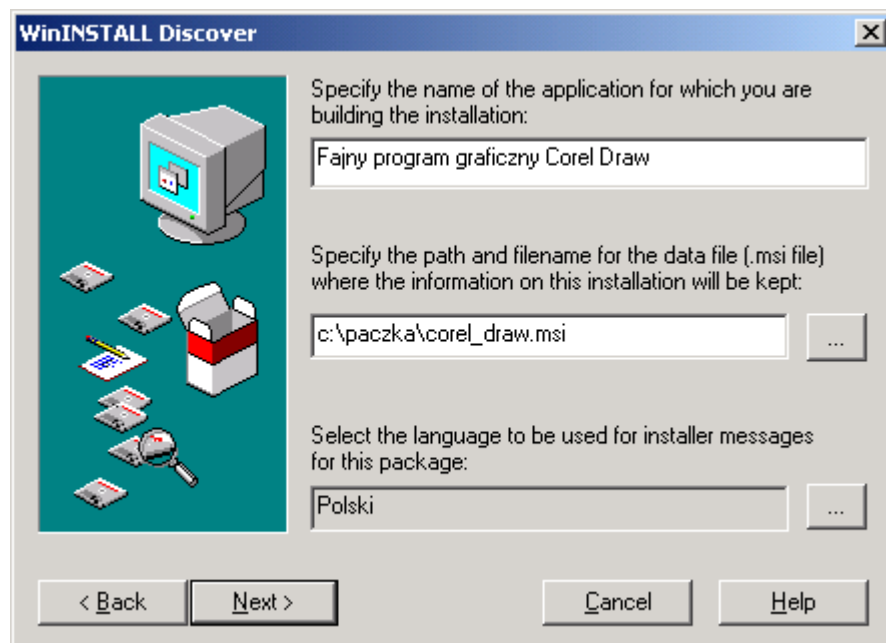 WinINSTALL Discover
Specify the name of the application for which you are
building the installation:
Fajny program graficzny Corel Draw
Specify the path and filename for the data file (.msi file)
where the information on this installation will be kept:
c:\paczka\corel_draw.msi
...
Select the language to be used for installer messages
for this package:
Polski
...
< Back
Next >
Cancel
Help